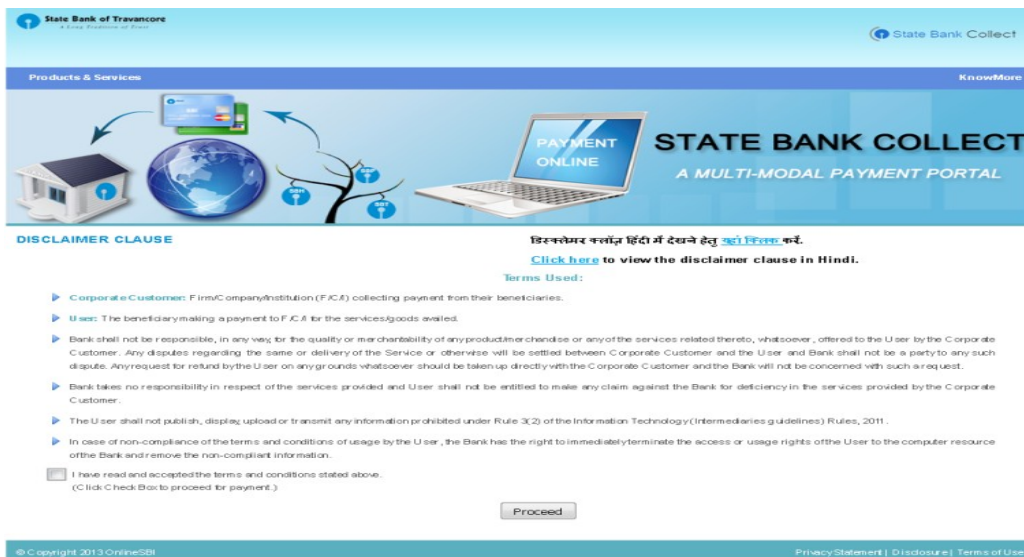 State Bank of Travancore
A Long Tradition of Trust
State Bank Collect
Products & Services
KnowMore
PAYMENT
ONLINE
STATE BANK COLLECT
A MULTI-MODAL PAYMENT PORTAL
SBH
SBP
SBT
DISCLAIMER CLAUSE
डिस्क्लेमर क्लॉज़ हिंदी में देखने हेतु यहां क्लिक करें.
Click here to view the disclaimer clause in Hindi.
Terms Used:
Corporate Customer: Firm/Company/Institution (F/C/I) collecting payment from their beneficiaries.
User: The beneficiary making a payment to F/C/I for the services/goods availed.
Bank shall not be responsible, in any way, for the quality or merchantability of any product/merchandise or any of the services related thereto, whatsoever, offered to the User by the Corporate
Customer. Any disputes regarding the same or delivery of the Service or otherwise will be settled between Corporate Customer and the User and Bank shall not be a party to any such
dispute. Any request for refund by the User on any grounds whatsoever should be taken up directly with the Corporate Customer and the Bank will not be concerned with such a request.
Bank takes no responsibility in respect of the services provided and User shall not be entitled to make any claim against the Bank for deficiency in the services provided by the Corporate
Customer.
The User shall not publish, display, upload or transmit any information prohibited under Rule 3(2) of the Information Technology (Intermediaries guidelines) Rules, 2011.
In case of non-compliance of the terms and conditions of usage by the User, the Bank has the right to immediately terminate the access or usage rights of the User to the computer resource
of the Bank and remove the non-compliant information.
I have read and accepted the terms and conditions stated above.
(Click Check Box to proceed for payment.)
Proceed
© Copyright 2013 OnlineSBI
Privacy Statement | Disclosure | Terms of Use